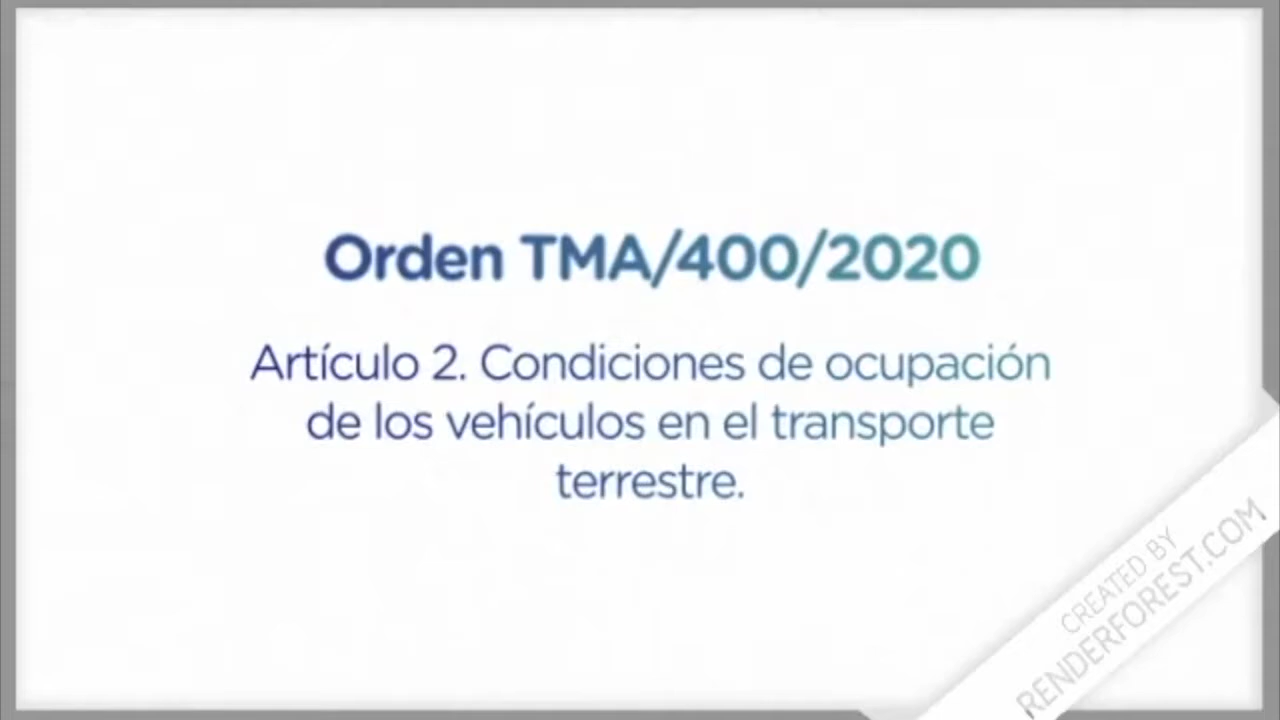 Orden TMA/400/2020
Artículo 2. Condiciones de ocupación
de los vehículos en el transporte
terrestre.
CREATED BY
RENDERFOREST.COM